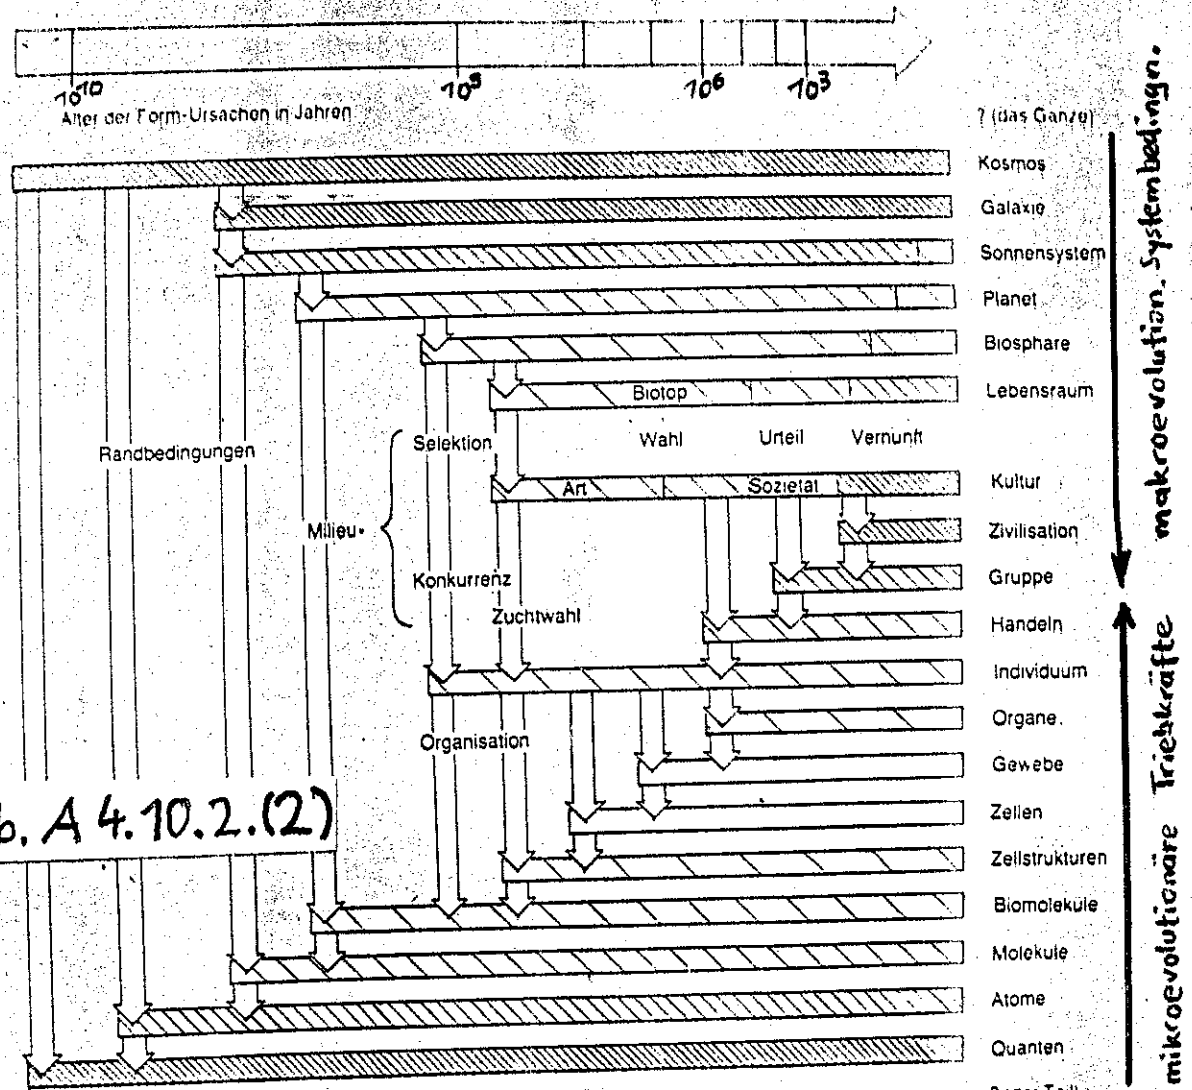 10¹⁰ 10⁹ 10⁶ 10³
Alter der Form-Ursachen in Jahren
? (das Ganze)
Kosmos
Galaxie
Sonnensystem
Planet
Biosphare
Biotop Lebensraum
Selektion Wahl Urteil Vernunft
Randbedingungen
Art Sozietat Kultur
Milieu
Zivilisation
Konkurrenz Gruppe
Zuchtwahl Handeln
Individuum
Organe
Organisation
Gewebe
A 4.10.2.(2)
Zellen
Zellstrukturen
Biomoleküle
Moleküle
Atome
Quanten
makroevolution. Systembedingn.
mikroevolutionäre Triebkräfte